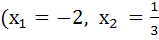 (x₁ = −2, x₂ = 1/3